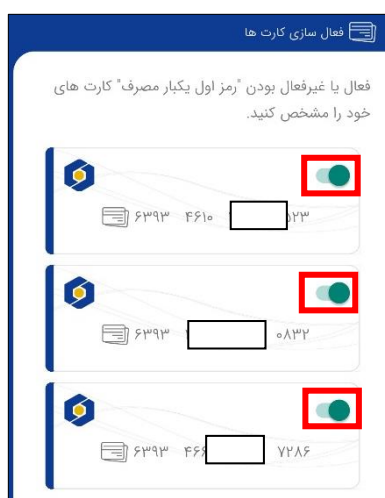 فعال سازی کارت ها
فعال یا غیرفعال بودن "رمز اول یکبار مصرف" کارت های
خود را مشخص کنید.
۶۳۹۳ ۴۶۱۰ ۵۲۳
۶۳۹۳ ۰۸۳۲
۶۳۹۳ ۴۶۶ ۷۲۸۶